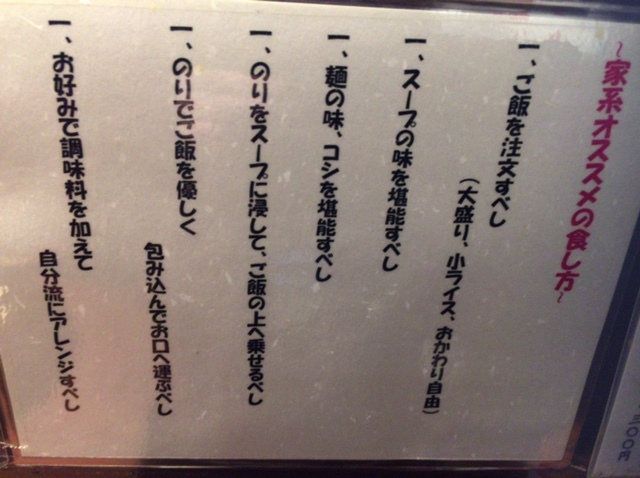 ～家系オススメの食し方～
一、ご飯を注文すべし
（大盛り、小ライス、おかわり自由）
一、スープの味を堪能すべし
一、麺の味、コシを堪能すべし
一、のりをスープに浸して、ご飯の上へ乗せるべし
一、のりでご飯を優しく
包み込んでお口へ運ぶべし
一、お好みで調味料を加えて
自分流にアレンジすべし
二〇〇円